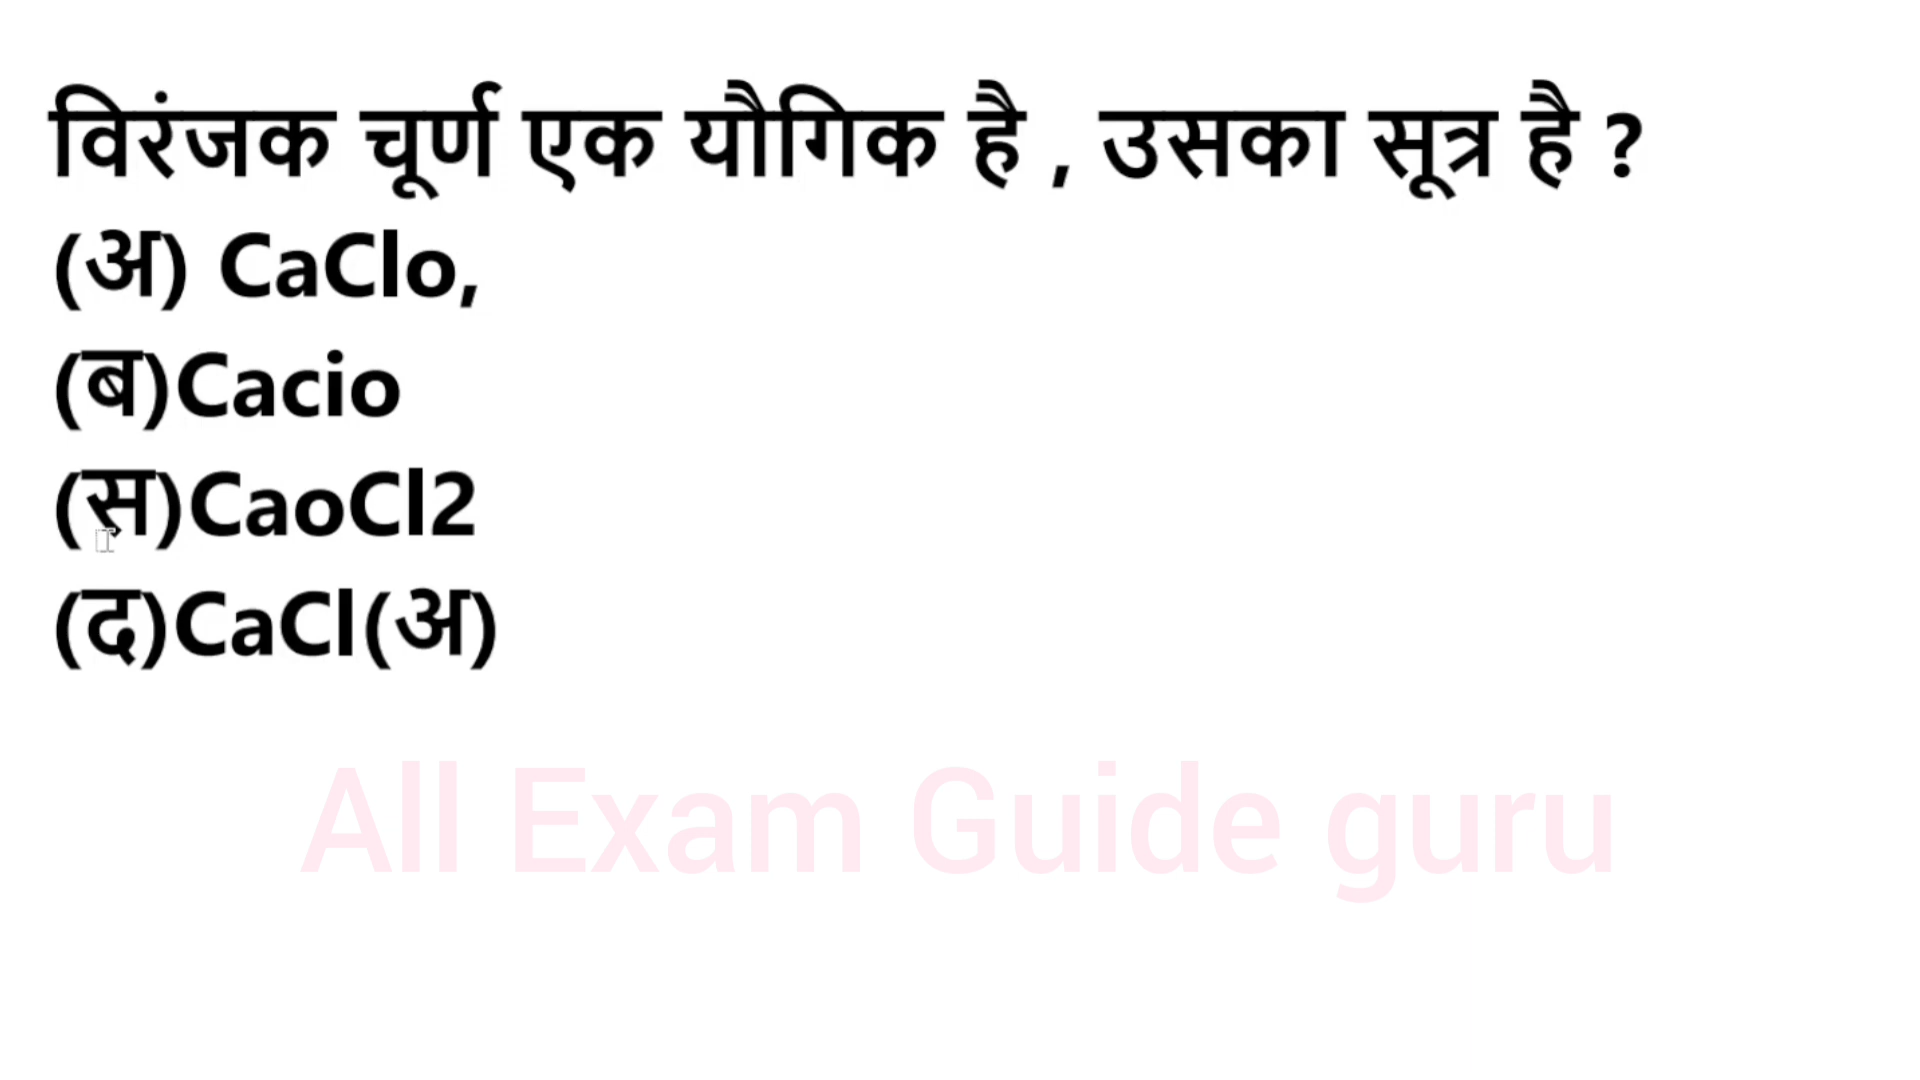 विरंजक चूर्ण एक यौगिक है , उसका सूत्र है ?
(अ) CaClo,
(ब)Cacio
(स)CaoCl2
(द)CaCl(अ)
All Exam Guide guru